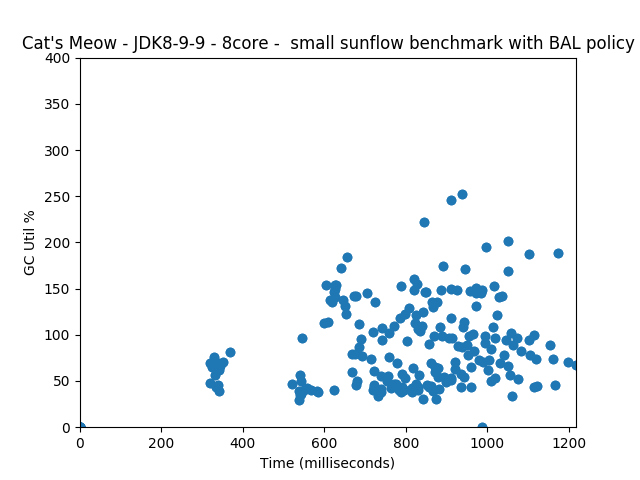 Cat's Meow - JDK8-9-9 - 8core -  small sunflow benchmark with BAL policy
400
350
300
250
200
150
100
50
0
GC Util %
0 200 400 600 800 1000 1200
Time (milliseconds)